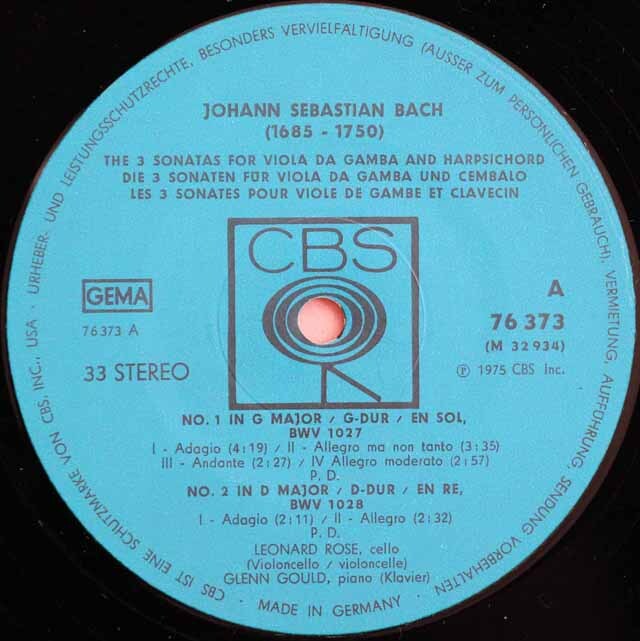 URHEBER- UND LEISTUNGSSCHUTZRECHTE, BESONDERS VERVIELFÄLTIGUNG (AUSSER ZUM PERSÖNLICHEN GEBRAUCH), VERMIETUNG, AUFFÜHRUNG, SENDUNG VORBEHALTEN
JOHANN SEBASTIAN BACH
(1685 - 1750)
THE 3 SONATAS FOR VIOLA DA GAMBA AND HARPSICHORD
DIE 3 SONATEN FÜR VIOLA DA GAMBA UND CEMBALO
LES 3 SONATES POUR VIOLE DE GAMBE ET CLAVECIN
CBS
GEMA
76373 A
33 STEREO
A
76 373
(M 32 934)
℗ 1975 CBS Inc.
NO. 1 IN G MAJOR / G-DUR / EN SOL,
BWV 1027
I - Adagio (4:19) / II - Allegro ma non tanto (3:35)
III - Andante (2:27) / IV Allegro moderato (2:57)
P. D.
NO. 2 IN D MAJOR / D-DUR / EN RE,
BWV 1028
I - Adagio (2:11) / II - Allegro (2:32)
P. D.
LEONARD ROSE, cello
(Violoncello / violoncelle)
GLENN GOULD, piano (Klavier)
CBS IST EINE SCHUTZMARKE VON CBS, INC., USA •
• MADE IN GERMANY •